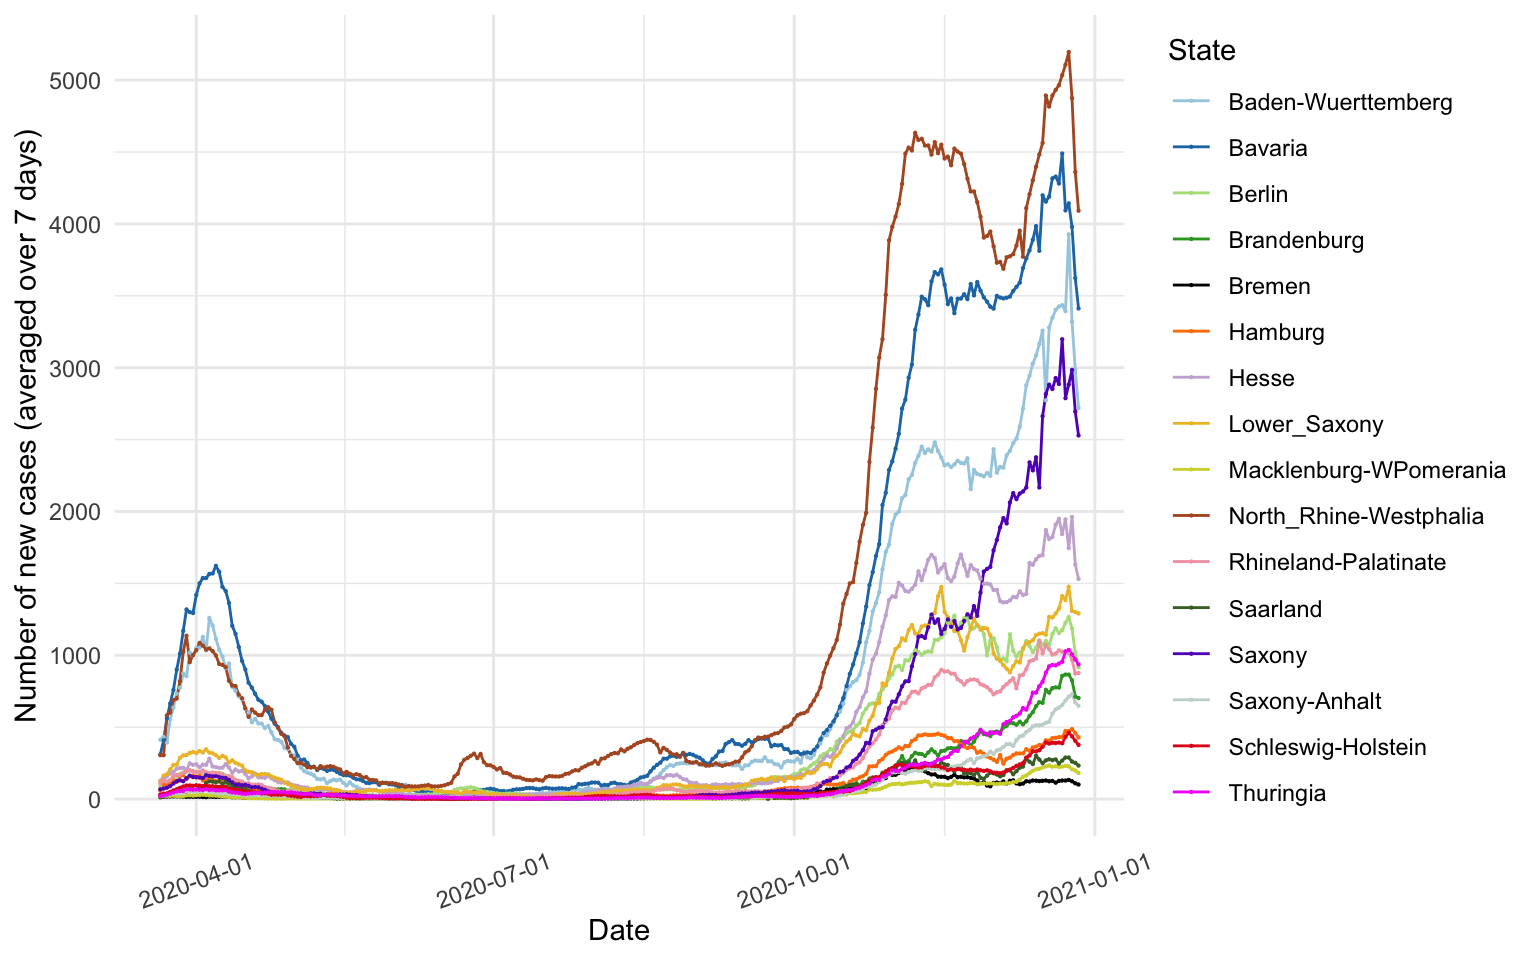 Number of new cases (averaged over 7 days)
5000
4000
3000
2000
1000
0
2020-04-01
2020-07-01
2020-10-01
2021-01-01
Date
State
Baden-Wuerttemberg
Bavaria
Berlin
Brandenburg
Bremen
Hamburg
Hesse
Lower_Saxony
Macklenburg-WPomerania
North_Rhine-Westphalia
Rhineland-Palatinate
Saarland
Saxony
Saxony-Anhalt
Schleswig-Holstein
Thuringia